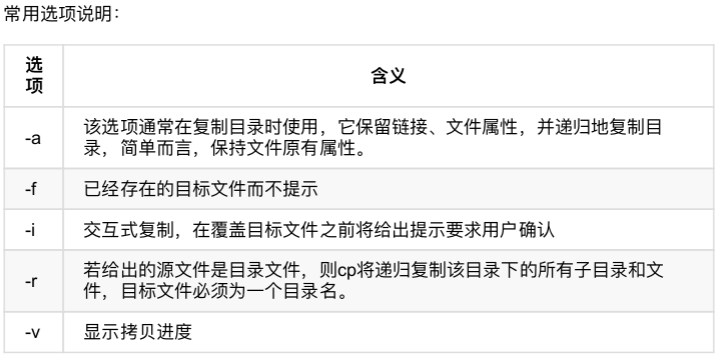 常用选项说明：
选
项
含义
-a
该选项通常在复制目录时使用，它保留链接、文件属性，并递归地复制目
录，简单而言，保持文件原有属性。
-f
已经存在的目标文件而不提示
-i
交互式复制，在覆盖目标文件之前将给出提示要求用户确认
-r
若给出的源文件是目录文件，则cp将递归复制该目录下的所有子目录和文
件，目标文件必须为一个目录名。
-v
显示拷贝进度